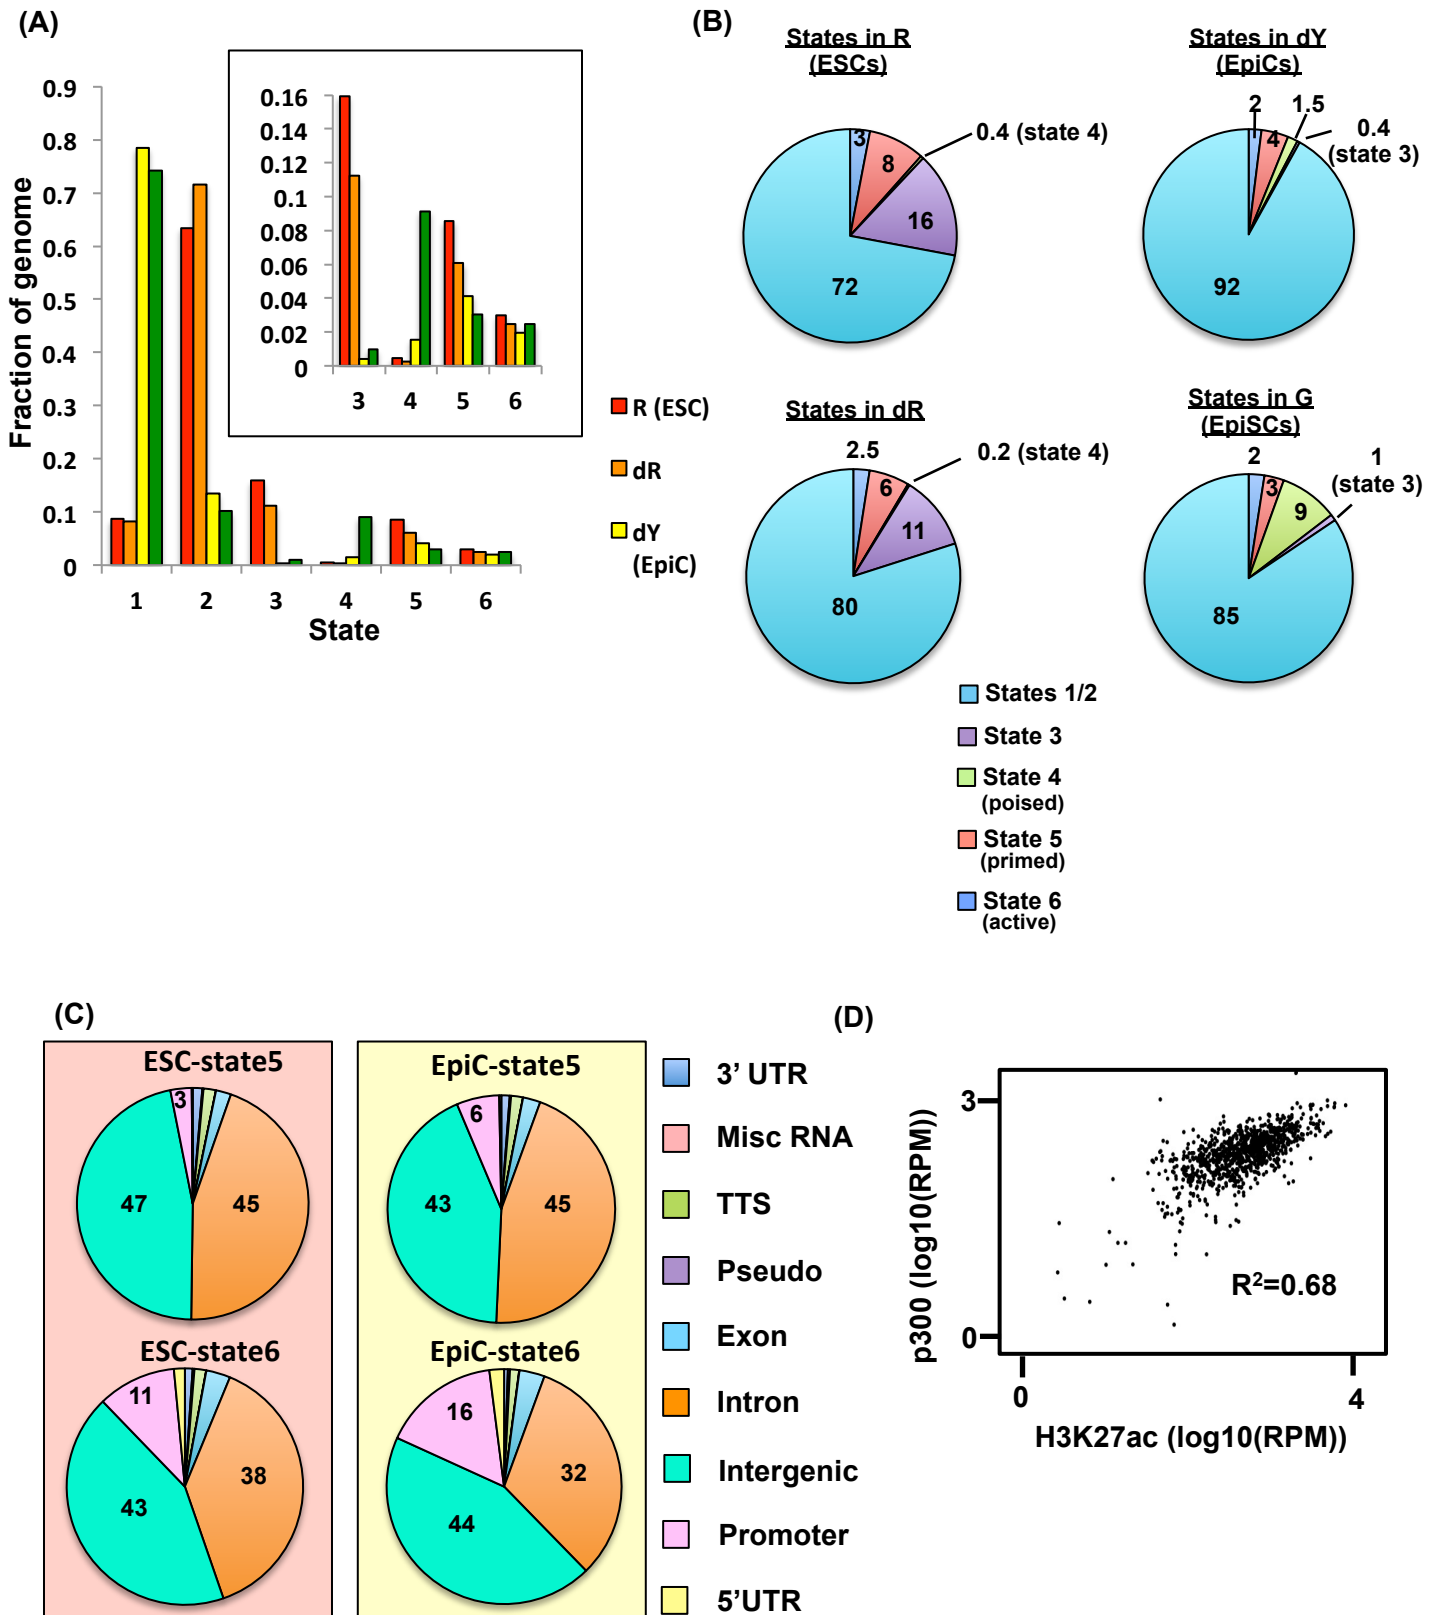 (A)
0.9
0.8
0.7
0.6
0.5
0.4
0.3
0.2
0.1
0
Fraction of genome
1 2 3 4 5 6
State
0.16
0.14
0.12
0.1
0.08
0.06
0.04
0.02
0
3 4 5 6
R (ESC)
dR
dY
(EpiC)
(B)
States in R
(ESCs)
3
8
0.4 (state 4)
16
72
States in dY
(EpiCs)
2
4
1.5
0.4
(state 3)
92
States in dR
2.5
6
0.2 (state 4)
11
80
States in G
(EpiSCs)
2
3
9
1
(state 3)
85
States 1/2
State 3
State 4
(poised)
State 5
(primed)
State 6
(active)
(C)
ESC-state5
3
47
45
EpiC-state5
6
43
45
ESC-state6
11
43
38
EpiC-state6
16
44
32
3’ UTR
Misc RNA
TTS
Pseudo
Exon
Intron
Intergenic
Promoter
5’UTR
(D)
3
0
p300 (log10(RPM))
R²=0.68
0 4
H3K27ac (log10(RPM))